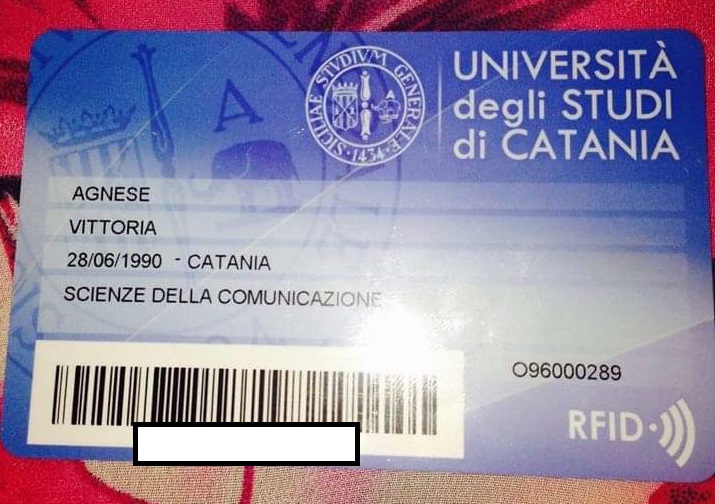 SICILIAE STVDIVM GENERALE · 1434 ·
UNIVERSITÀ
degli STUDI
di CATANIA
AGNESE
VITTORIA
28/06/1990 - CATANIA
SCIENZE DELLA COMUNICAZIONE
O96000289
RFID